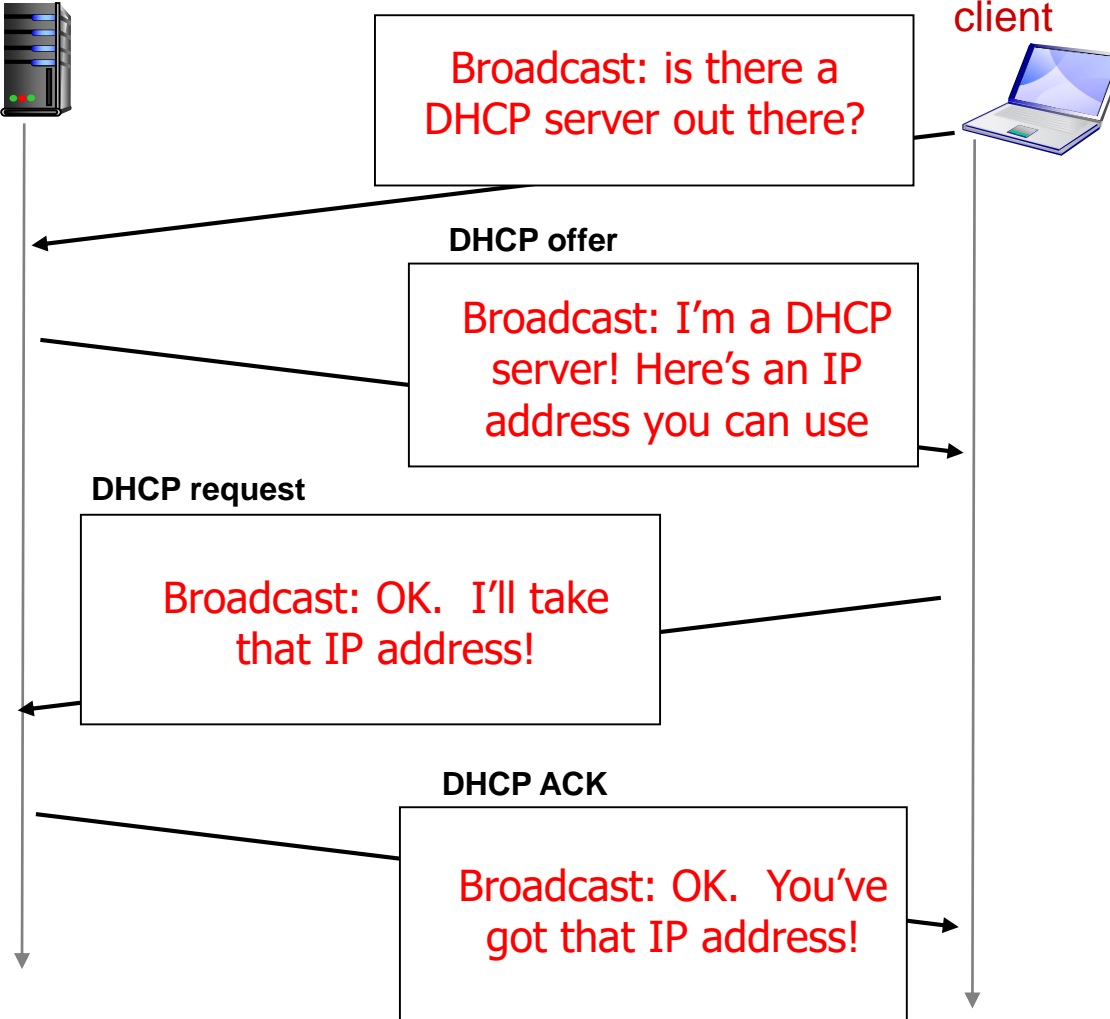 client
Broadcast: is there a
DHCP server out there?
DHCP offer
Broadcast: I’m a DHCP
server! Here’s an IP
address you can use
DHCP request
Broadcast: OK.  I’ll take
that IP address!
DHCP ACK
Broadcast: OK.  You’ve
got that IP address!